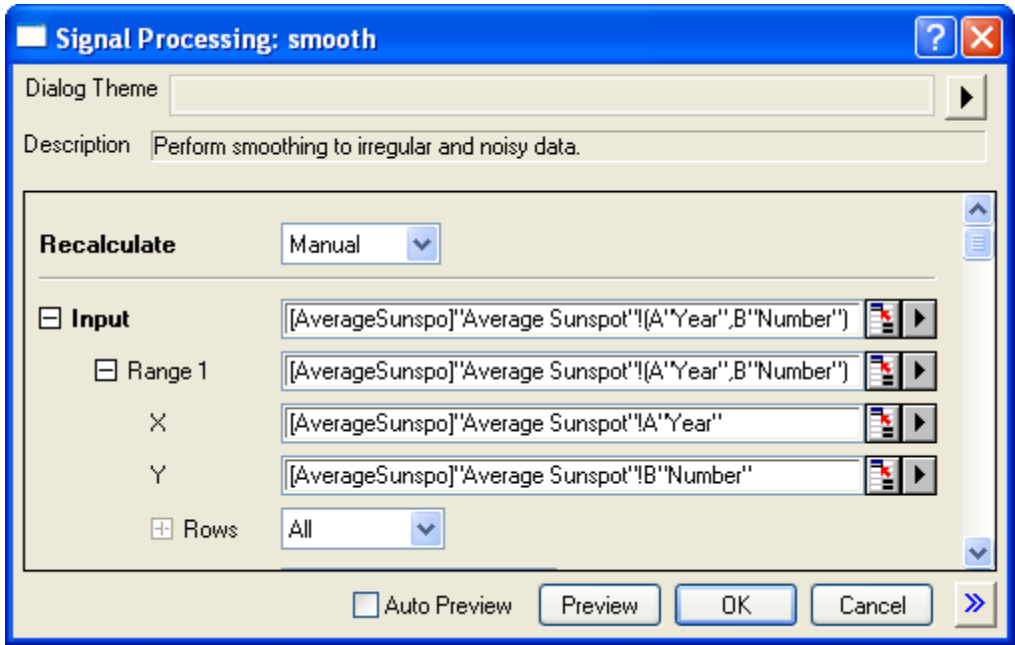 Signal Processing: smooth
Dialog Theme
Description Perform smoothing to irregular and noisy data.
Recalculate Manual
Input [AverageSunspo]"Average Sunspot"!(A"Year",B"Number")
Range 1 [AverageSunspo]"Average Sunspot"!(A"Year",B"Number")
X [AverageSunspo]"Average Sunspot"!A"Year"
Y [AverageSunspo]"Average Sunspot"!B"Number"
Rows All
Auto Preview Preview OK Cancel